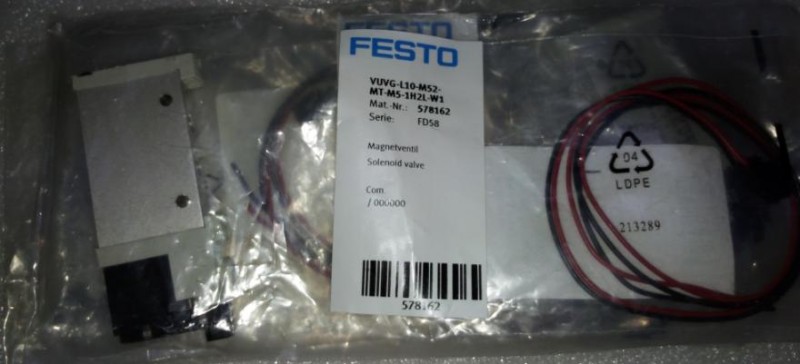 FESTO
VUVG-L10-M52-
MT-M5-1H2L-W1
Mat.-Nr.: 578162
Serie: FD58
Magnetventil
Solenoid valve
Com.
/ 000000
578162
04
LDPE
213289